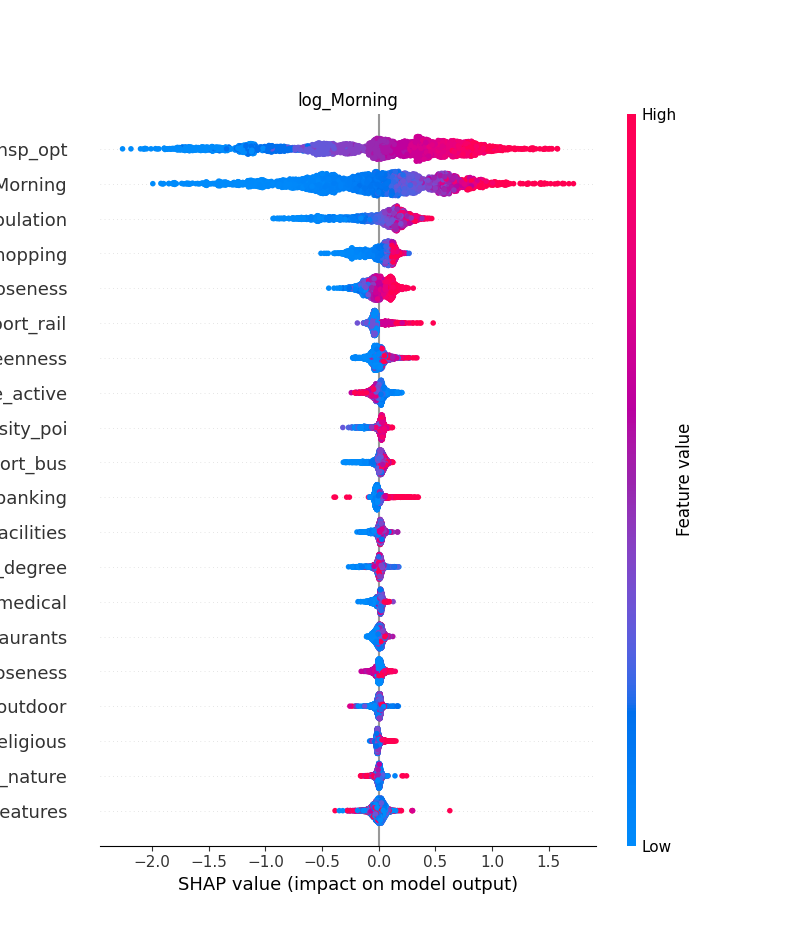 log_Morning
High
nsp_opt
Morning
pulation
hopping
oseness
port_rail
eenness
e_active
sity_poi
ort_bus
banking
acilities
_degree
medical
aurants
oseness
outdoor
eligious
_nature
eatures
Feature value
Low
−2.0 −1.5 −1.0 −0.5 0.0 0.5 1.0 1.5
SHAP value (impact on model output)